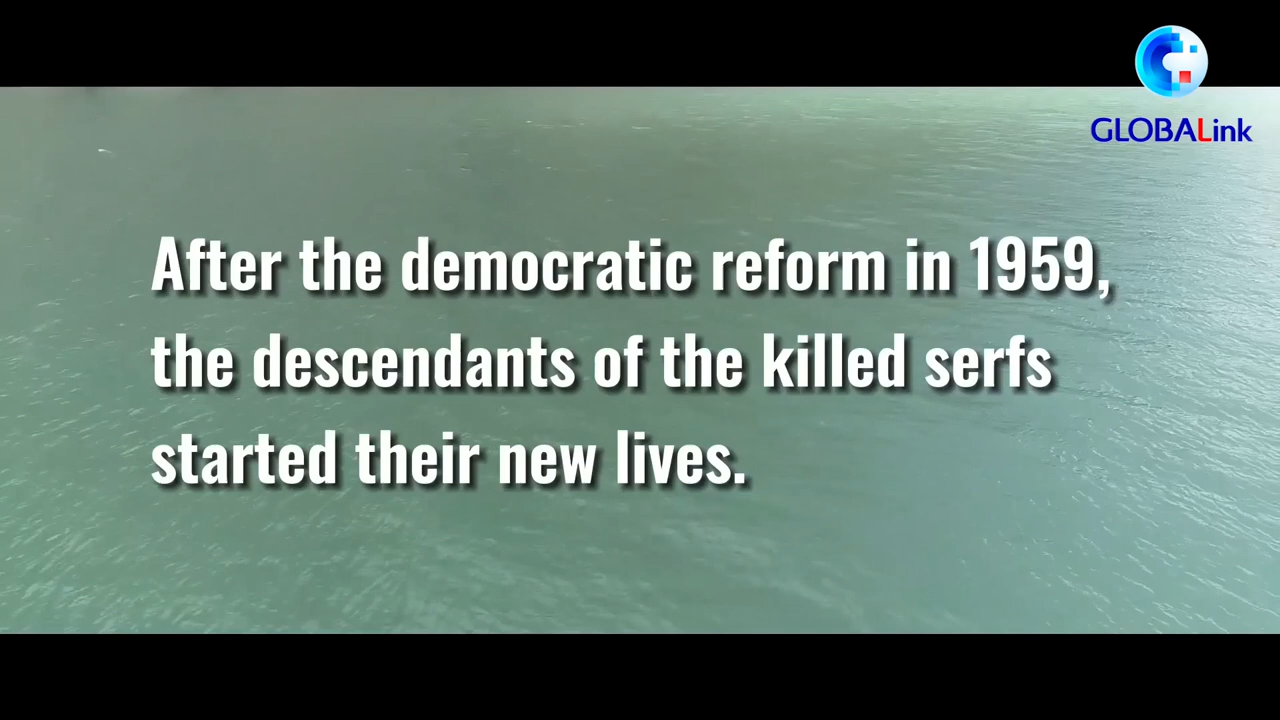 GLOBALink
After the democratic reform in 1959,
the descendants of the killed serfs
started their new lives.